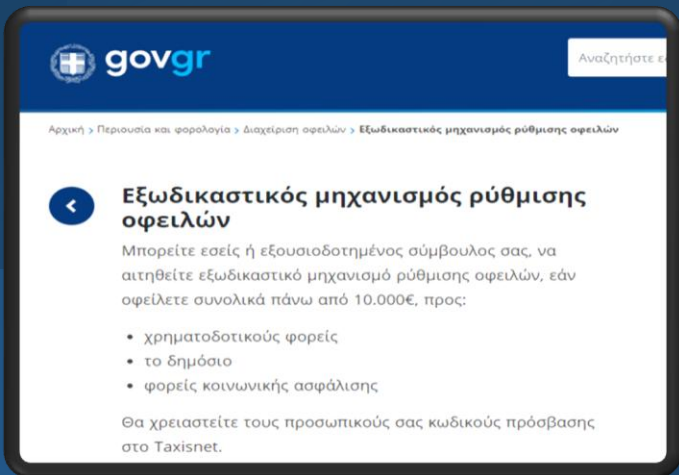 govgr
Αναζητήστε
Αρχική > Περιουσία και φορολογία > Διαχείριση οφειλών > Εξωδικαστικός μηχανισμός ρύθμισης οφειλών
Εξωδικαστικός μηχανισμός ρύθμισης
οφειλών
Μπορείτε εσείς ή εξουσιοδοτημένος σύμβουλος σας, να
αιτηθείτε εξωδικαστικό μηχανισμό ρύθμισης οφειλών, εάν
οφείλετε συνολικά πάνω από 10.000€, προς:
• χρηματοδοτικούς φορείς
• το δημόσιο
• φορείς κοινωνικής ασφάλισης
Θα χρειαστείτε τους προσωπικούς σας κωδικούς πρόσβασης
στο Taxisnet.